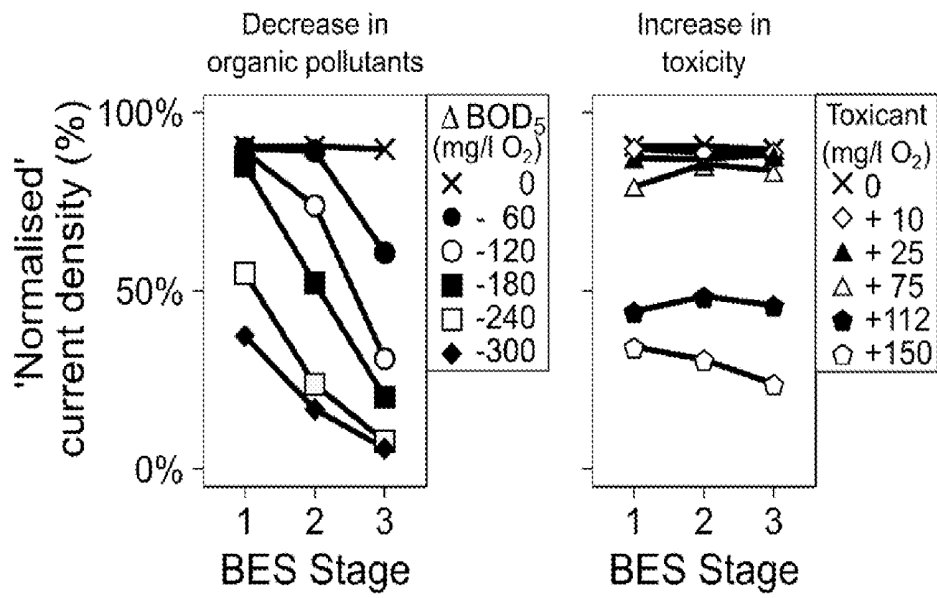 Decrease in
organic pollutants
Increase in
toxicity
'Normalised'
current density (%)
100%
50%
0%
1 2 3
BES Stage
Δ BOD₅
(mg/l O₂)
0
- 60
-120
-180
-240
-300
1 2 3
BES Stage
Toxicant
(mg/l O₂)
0
+ 10
+ 25
+ 75
+112
+150